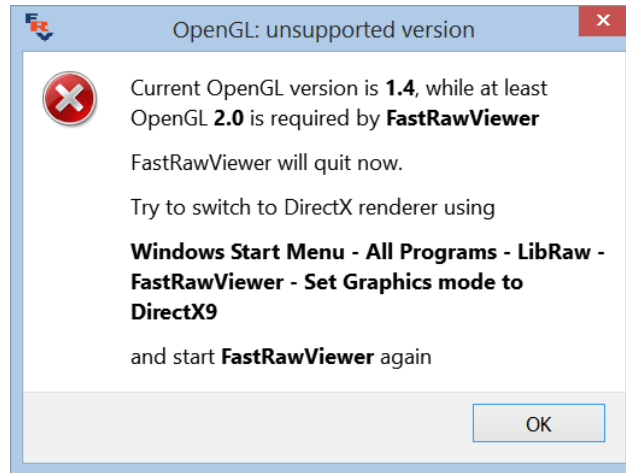 FRV
OpenGL: unsupported version
Current OpenGL version is 1.4, while at least
OpenGL 2.0 is required by FastRawViewer
FastRawViewer will quit now.
Try to switch to DirectX renderer using
Windows Start Menu - All Programs - LibRaw -
FastRawViewer - Set Graphics mode to
DirectX9
and start FastRawViewer again
OK